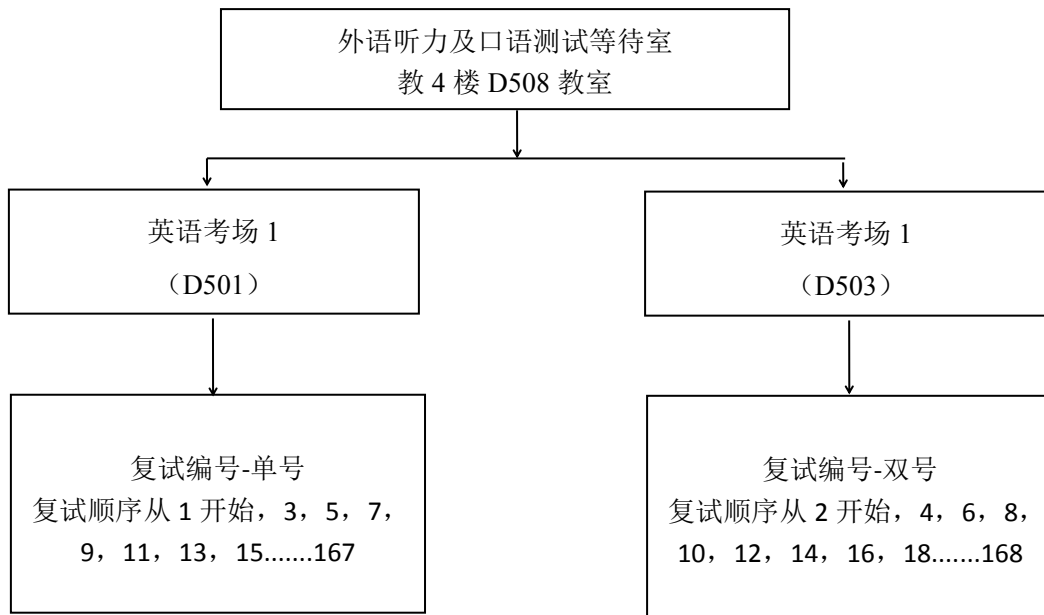 外语听力及口语测试等待室
教 4 楼 D508 教室
英语考场 1
（D501）
英语考场 1
（D503）
复试编号-单号
复试顺序从 1 开始，3，5，7，
9，11，13，15.......167
复试编号-双号
复试顺序从 2 开始，4，6，8，
10，12，14，16，18.......168